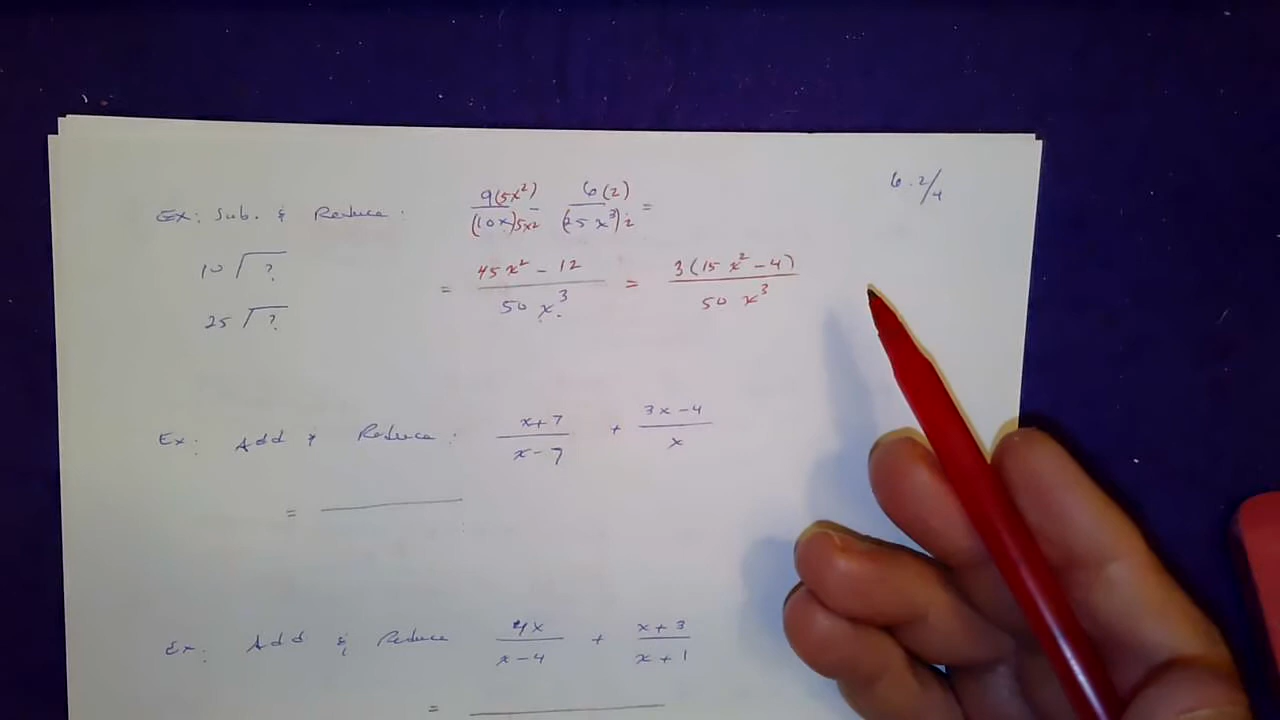 6.2/4
Ex: Sub. & Reduce: 9(5x²)/(10x)5x² - 6(2)/(25x³)2 =
10 √?
= 45x² - 12 / 50x³ = 3(15x² - 4) / 50x³
25 √?
Ex: Add & Reduce: x+7/x-7 + 3x-4/x
=
Ex: Add & Reduce 4x/x-4 + x+3/x+1
=